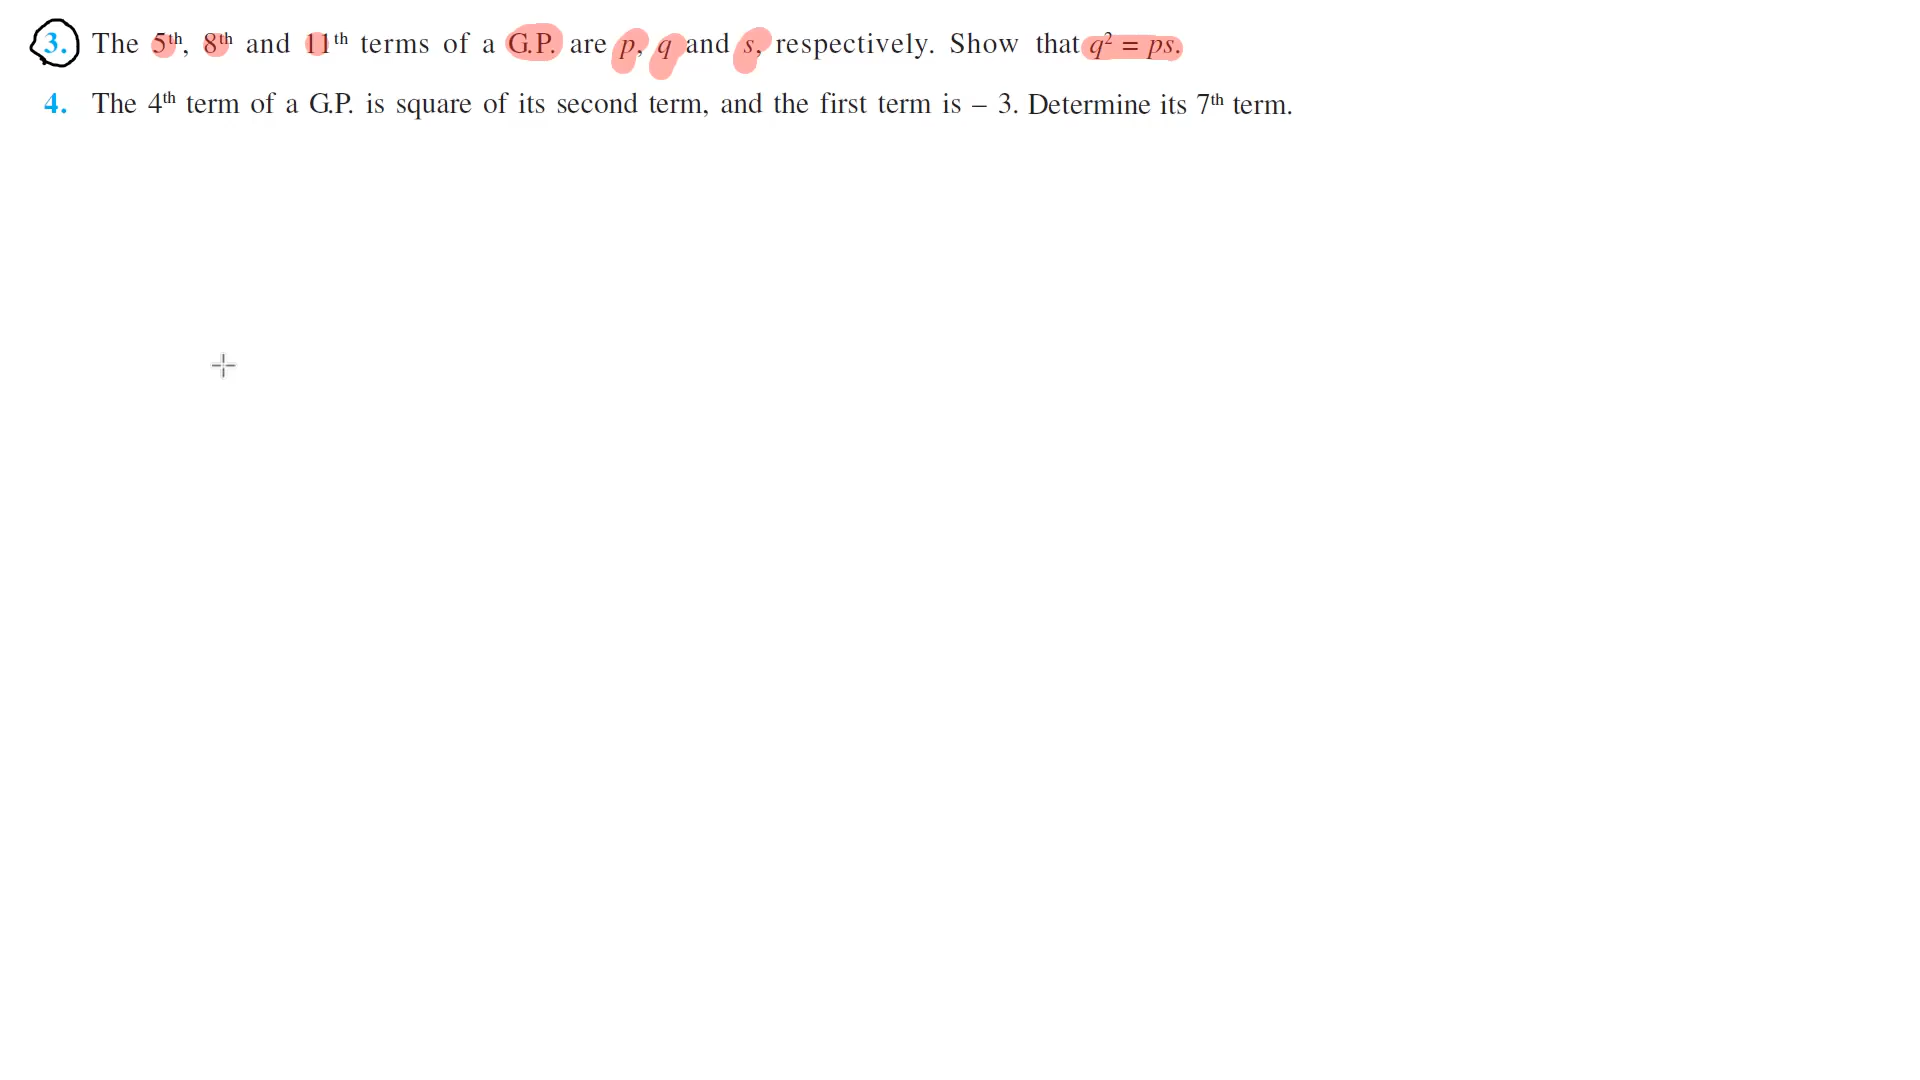 3. The 5th, 8th and 11th terms of a G.P. are p, q and s, respectively. Show that q² = ps.
4. The 4th term of a G.P. is square of its second term, and the first term is – 3. Determine its 7th term.